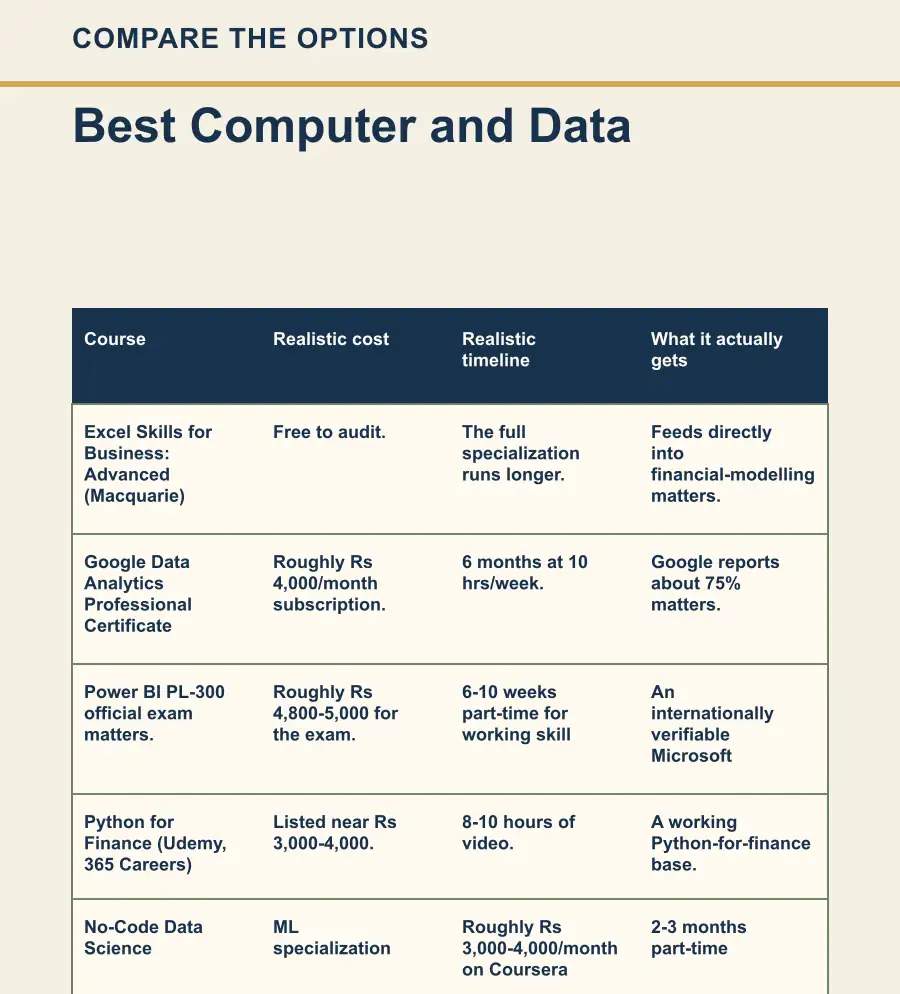 COMPARE THE OPTIONS
Best Computer and Data
Course
Realistic cost
Realistic
timeline
What it actually
gets
Excel Skills for
Business:
Advanced
(Macquarie)
Free to audit.
The full
specialization
runs longer.
Feeds directly
into
financial-modelling
matters.
Google Data
Analytics
Professional
Certificate
Roughly Rs
4,000/month
subscription.
6 months at 10
hrs/week.
Google reports
about 75%
matters.
Power BI PL-300
official exam
matters.
Roughly Rs
4,800-5,000 for
the exam.
6-10 weeks
part-time for
working skill
An
internationally
verifiable
Microsoft
Python for
Finance (Udemy,
365 Careers)
Listed near Rs
3,000-4,000.
8-10 hours of
video.
A working
Python-for-finance
base.
No-Code Data
Science
ML
specialization
Roughly Rs
3,000-4,000/month
on Coursera
2-3 months
part-time